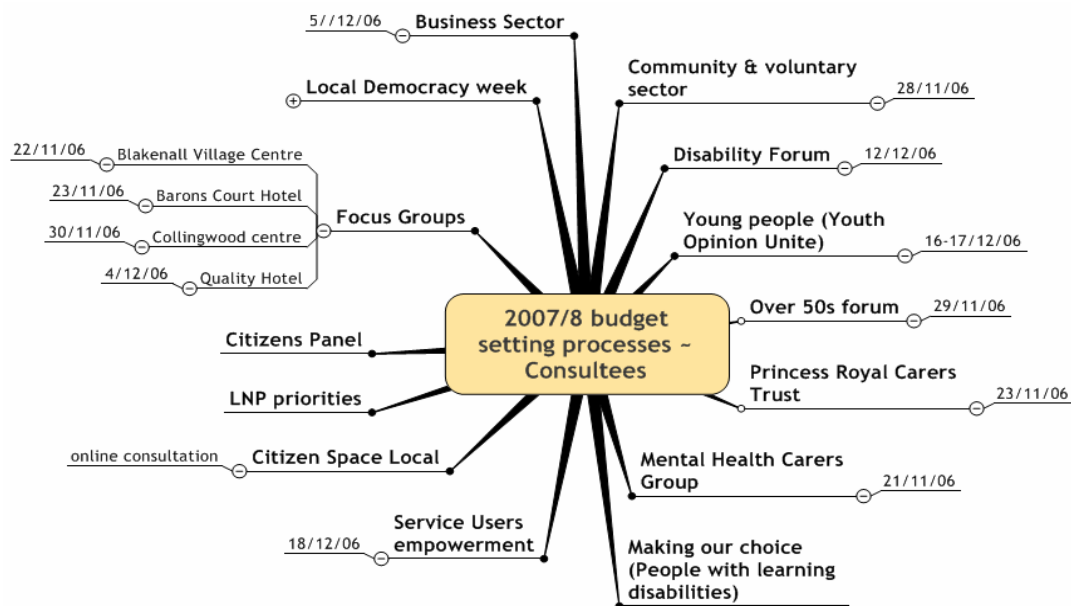 2007/8 budget
setting processes ~
Consultees
Community & voluntary
sector
28/11/06
Disability Forum
12/12/06
Young people (Youth
Opinion Unite)
16-17/12/06
Over 50s forum
29/11/06
Princess Royal Carers
Trust
23/11/06
Mental Health Carers
Group
21/11/06
Making our choice
(People with learning
disabilities)
Service Users
empowerment
18/12/06
Citizen Space Local
online consultation
LNP priorities
Citizens Panel
Focus Groups
Blakenall Village Centre
22/11/06
Barons Court Hotel
23/11/06
Collingwood centre
30/11/06
Quality Hotel
4/12/06
Local Democracy week
Business Sector
5//12/06